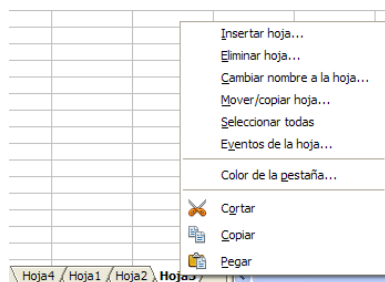 Insertar hoja...
Eliminar hoja...
Cambiar nombre a la hoja...
Mover/copiar hoja...
Seleccionar todas
Eventos de la hoja...
Color de la pestaña...
Cortar
Copiar
Pegar
Hoja4 Hoja1 Hoja2 Hoja3